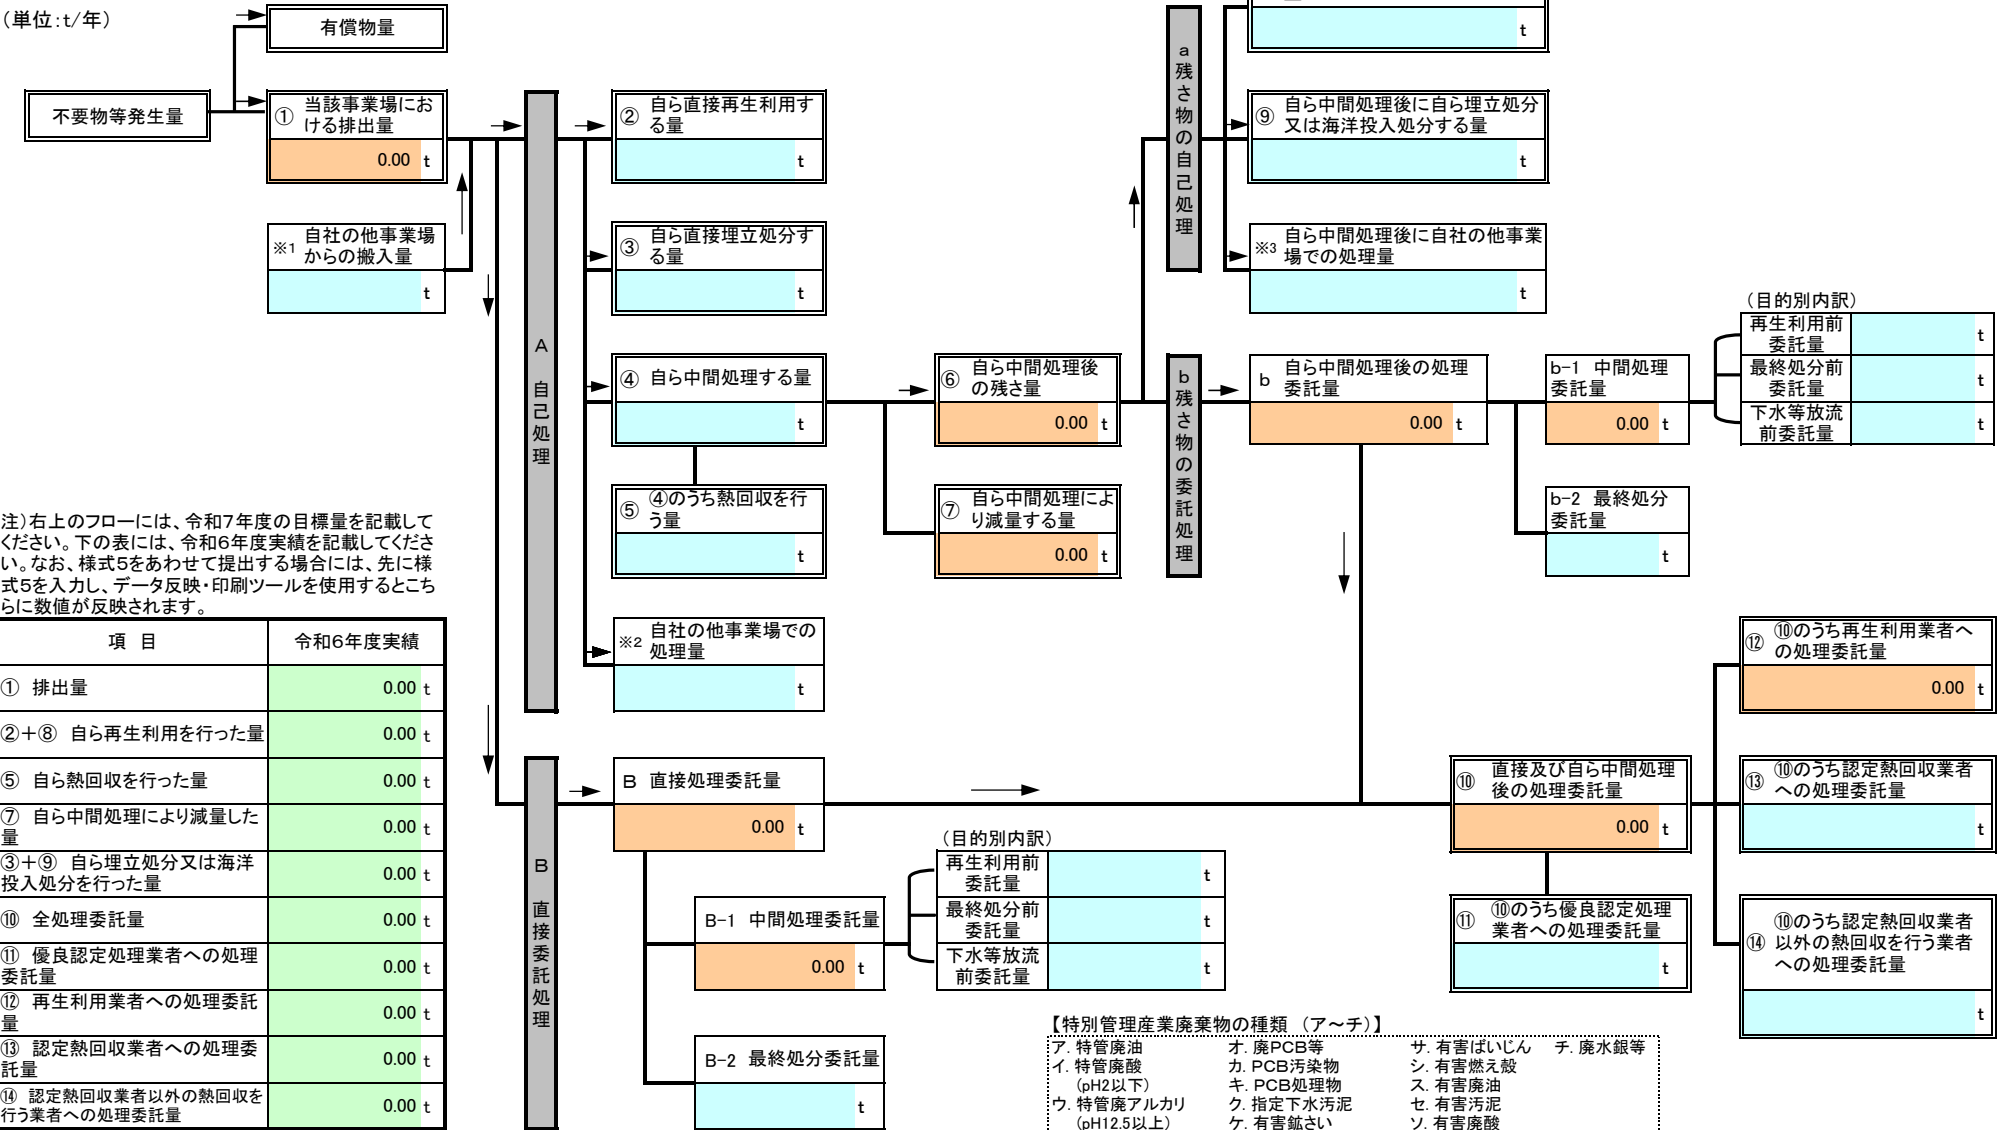 (単位:t/年)
有償物量
不要物等発生量
① 当該事業場にお
ける排出量
0.00 t
※1 自社の他事業場
からの搬入量
t
A 自己処理
② 自ら直接再生利用す
る量
t
③ 自ら直接埋立処分す
る量
t
④ 自ら中間処理する量
t
⑤ ④のうち熱回収を行
う量
t
※2 自社の他事業場での
処理量
t
⑥ 自ら中間処理後
の残さ量
0.00 t
⑦ 自ら中間処理によ
り減量する量
0.00 t
a残さ物の自己処理
t
⑨ 自ら中間処理後に自ら埋立処分
又は海洋投入処分する量
t
※3 自ら中間処理後に自社の他事業
場での処理量
t
b残さ物の委託処理
b 自ら中間処理後の処理
委託量
0.00 t
b-1 中間処理
委託量
0.00 t
(目的別内訳)
再生利用前
委託量
t
最終処分前
委託量
t
下水等放流
前委託量
t
b-2 最終処分
委託量
t
注)右上のフローには、令和7年度の目標量を記載して
ください。下の表には、令和6年度実績を記載してくださ
い。なお、様式5をあわせて提出する場合には、先に様
式5を入力し、データ反映・印刷ツールを使用するとこち
らに数値が反映されます。
項 目 令和6年度実績
① 排出量 0.00 t
②+⑧ 自ら再生利用を行った量 0.00 t
⑤ 自ら熱回収を行った量 0.00 t
⑦ 自ら中間処理により減量した
量 0.00 t
③+⑨ 自ら埋立処分又は海洋
投入処分を行った量 0.00 t
⑩ 全処理委託量 0.00 t
⑪ 優良認定処理業者への処理
委託量 0.00 t
⑫ 再生利用業者への処理委託
量 0.00 t
⑬ 認定熱回収業者への処理委
託量 0.00 t
⑭ 認定熱回収業者以外の熱回収を
行う業者への処理委託量 0.00 t
B 直接委託処理
B 直接処理委託量
0.00 t
B-1 中間処理委託量
0.00 t
(目的別内訳)
再生利用前
委託量
t
最終処分前
委託量
t
下水等放流
前委託量
t
B-2 最終処分委託量
t
⑩ 直接及び自ら中間処理
後の処理委託量
0.00 t
⑪ ⑩のうち優良認定処理
業者への処理委託量
t
⑫ ⑩のうち再生利用業者へ
の処理委託量
0.00 t
⑬ ⑩のうち認定熱回収業者
への処理委託量
t
⑭ ⑩のうち認定熱回収業者
以外の熱回収を行う業者
への処理委託量
t
【特別管理産業廃棄物の種類 (ア~チ)】
ア. 特管廃油 オ. 廃PCB等 サ. 有害ばいじん チ. 廃水銀等
イ. 特管廃酸 カ. PCB汚染物 シ. 有害燃え殻
(pH2以下) キ. PCB処理物 ス. 有害廃油
ウ. 特管廃アルカリ ク. 指定下水汚泥 セ. 有害汚泥
(pH12.5以上) ケ. 有害鉱さい ソ. 有害廃酸